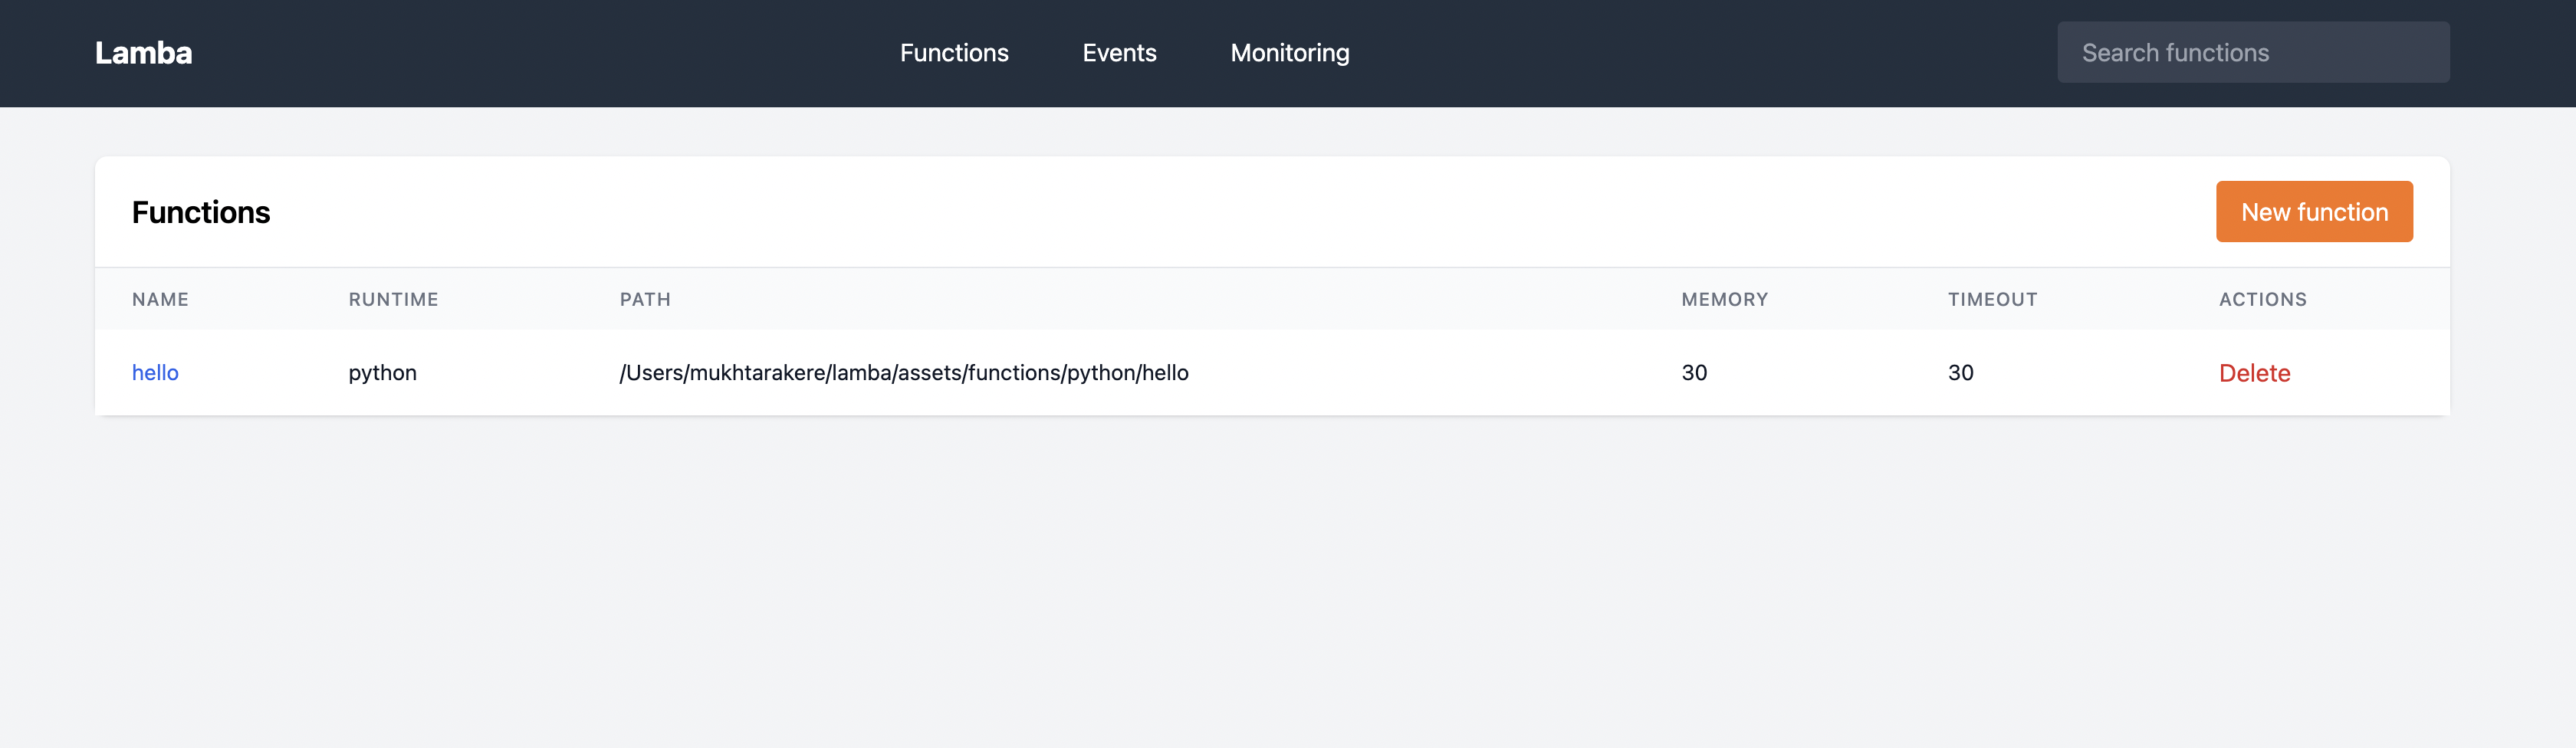 Lamba Functions Events Monitoring Search functions
Functions New function
NAME RUNTIME PATH MEMORY TIMEOUT ACTIONS
hello python /Users/mukhtarakere/lamba/assets/functions/python/hello 30 30 Delete